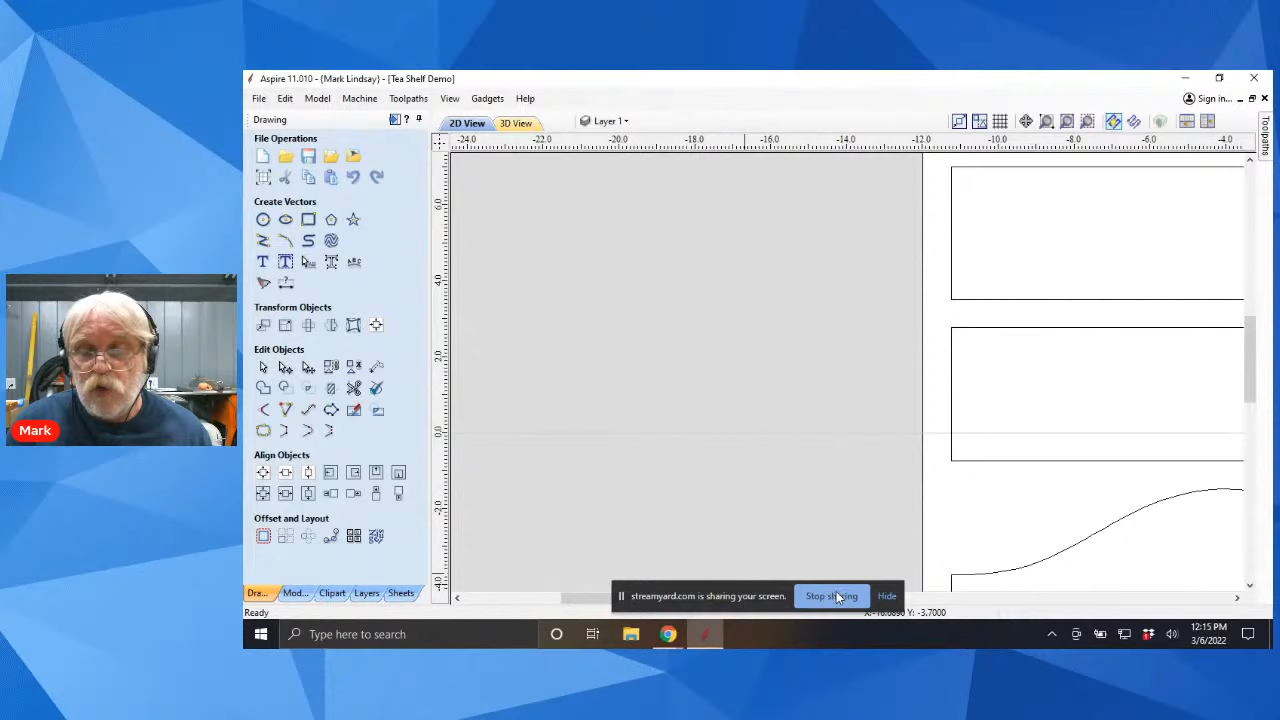 Aspire 11.010 - {Mark Lindsay} - [Tea Shelf Demo]
File Edit Model Machine Toolpaths View Gadgets Help
Sign in...
Drawing
2D View 3D View
Layer 1
Toolpaths
File Operations
-24.0 -22.0 -20.0 -18.0 -16.0 -14.0 -12.0 -10.0 -8.0 -6.0 -4.0
Create Vectors
Transform Objects
Edit Objects
Align Objects
Offset and Layout
Dra... Mod... Clipart Layers Sheets
streamyard.com is sharing your screen. Stop sharing Hide
Ready
Y: -3.7000
Type here to search
12:15 PM
3/6/2022
Mark